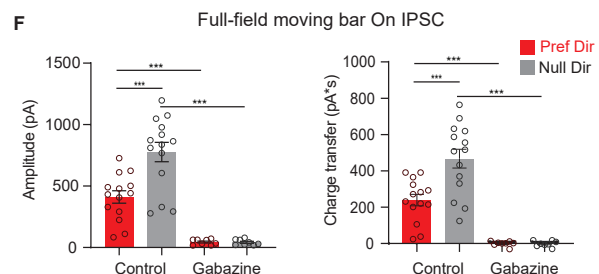 F
Full-field moving bar On IPSC
Pref Dir
Null Dir
Amplitude (pA)
1500
1000
500
0
***
***
***
Control
Gabazine
Charge transfer (pA*s)
1000
800
600
400
200
0
***
***
***
Control
Gabazine